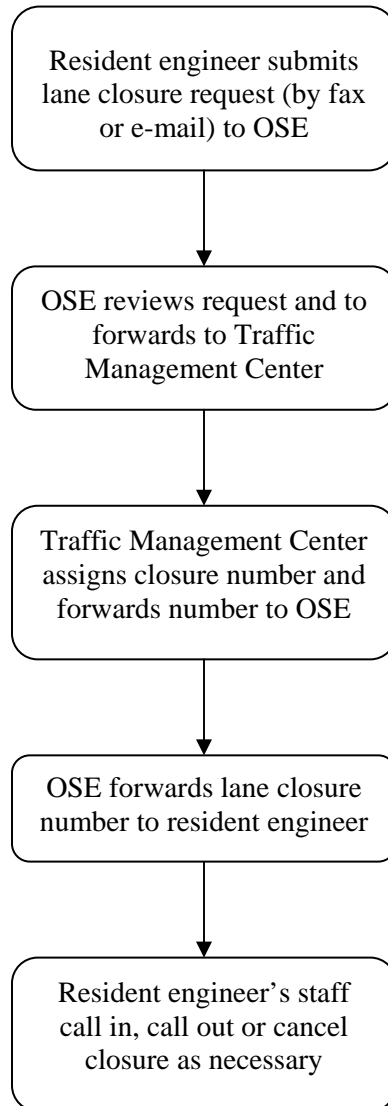 Resident engineer submits
lane closure request (by fax
or e-mail) to OSE
OSE reviews request and to
forwards to Traffic
Management Center
Traffic Management Center
assigns closure number and
forwards number to OSE
OSE forwards lane closure
number to resident engineer
Resident engineer’s staff
call in, call out or cancel
closure as necessary